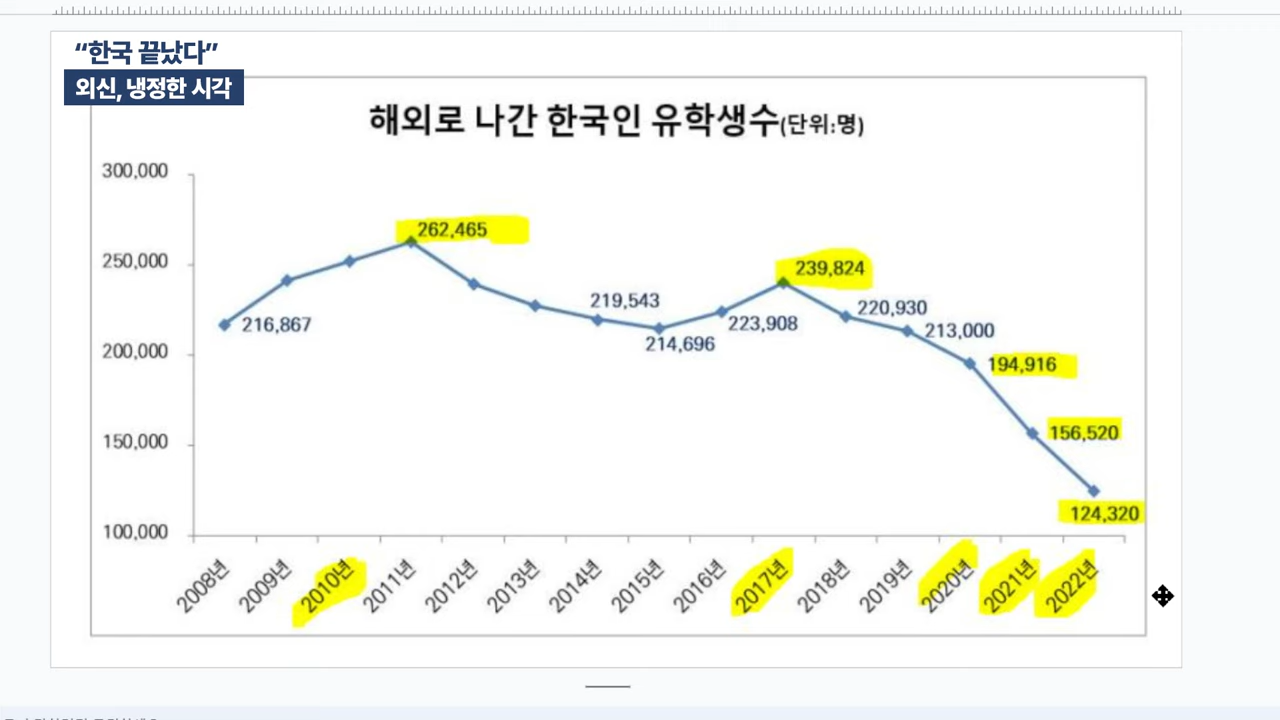 “한국 끝났다”
외신, 냉정한 시각
해외로 나간 한국인 유학생수(단위:명)
300,000
250,000
200,000
150,000
100,000
216,867
262,465
219,543
214,696
223,908
239,824
220,930
213,000
194,916
156,520
124,320
2008년
2009년
2010년
2011년
2012년
2013년
2014년
2015년
2016년
2017년
2018년
2019년
2020년
2021년
2022년